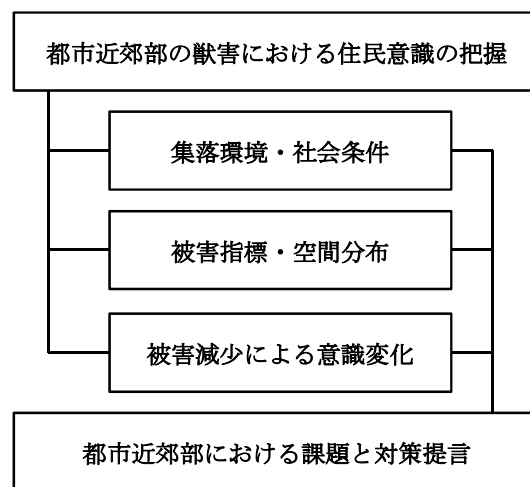 都市近郊部の獣害における住民意識の把握
集落環境・社会条件
被害指標・空間分布
被害減少による意識変化
都市近郊部における課題と対策提言